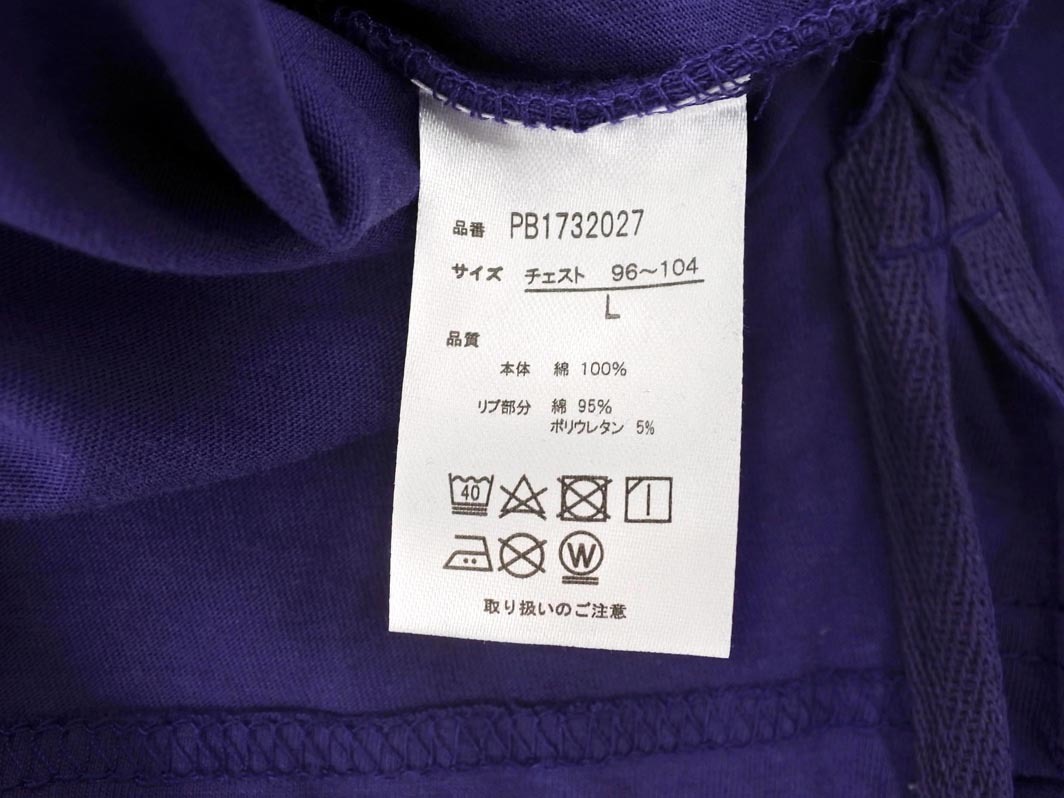 品番 PB1732027
サイズ チェスト 96～104
L
品質
本体 綿 100%
リブ部分 綿 95%
ポリウレタン 5%
40
W
取り扱いのご注意